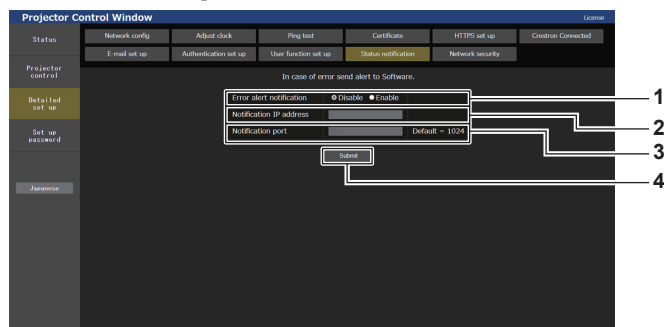 Projector Control Window
License
Status
Network config
Adjust clock
Ping test
Certificate
HTTPS set up
Crestron Connected
E-mail set up
Authentication set up
User function set up
Status notification
Network security
Projector
control
In case of error send alert to Software.
Detailed
set up
Error alert notification
Disable
Enable
1
Notification IP address
2
Set up
password
Notification port
Default = 1024
3
Submit
4
Japanese